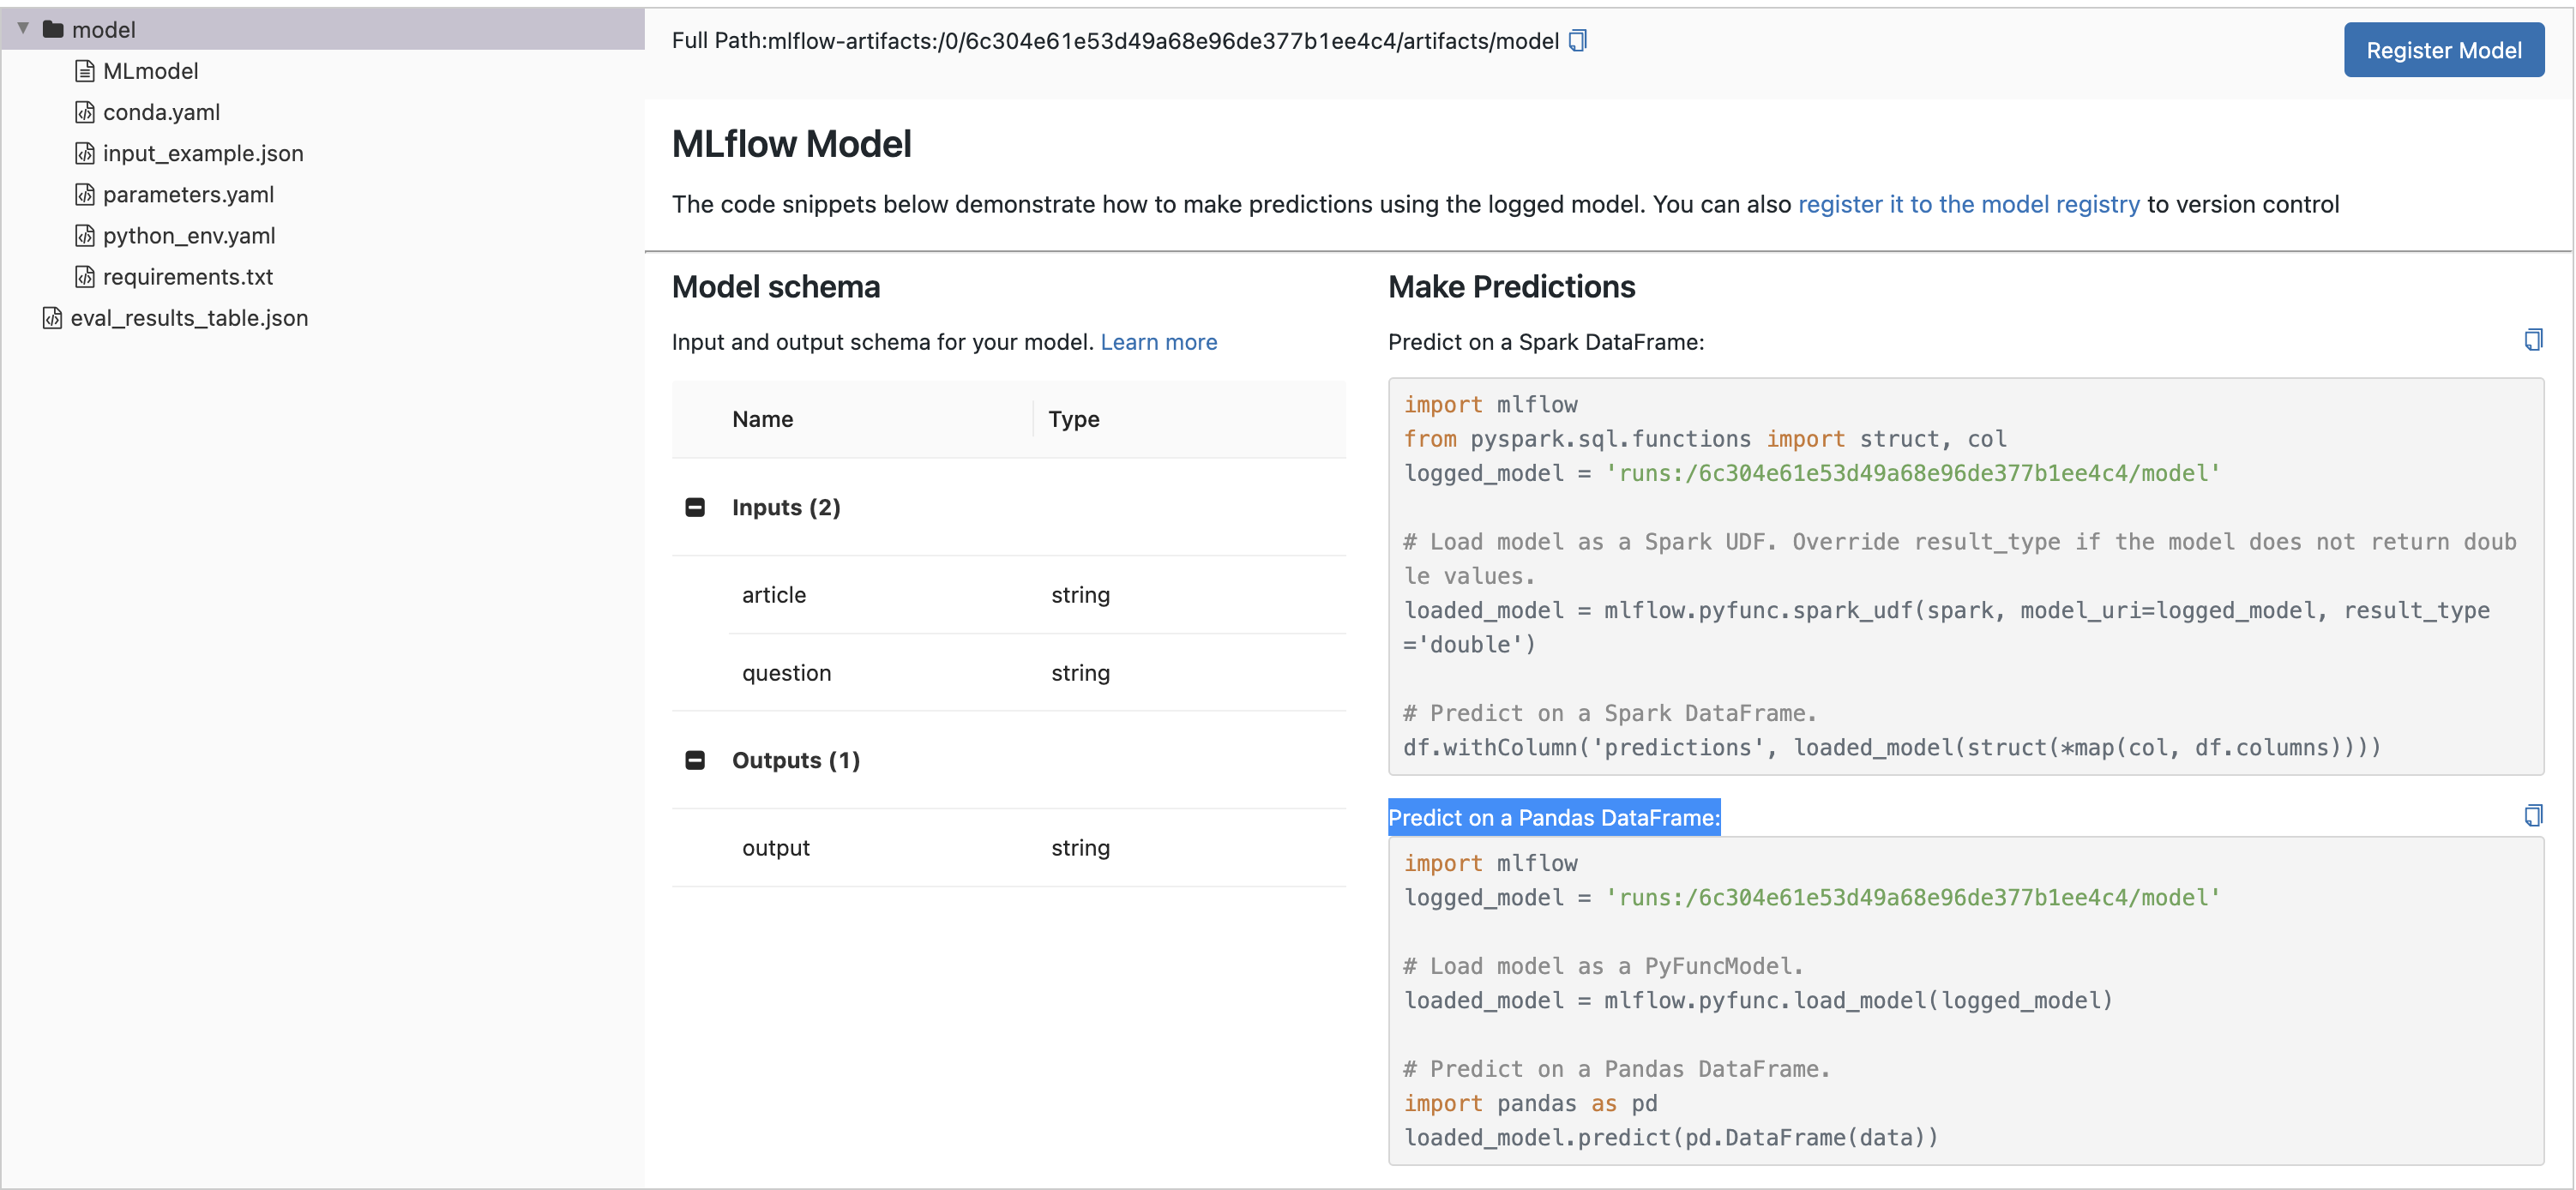 model
MLmodel
conda.yaml
input_example.json
parameters.yaml
python_env.yaml
requirements.txt
eval_results_table.json
Full Path:mlflow-artifacts:/0/6c304e61e53d49a68e96de377b1ee4c4/artifacts/model
Register Model
MLflow Model
The code snippets below demonstrate how to make predictions using the logged model. You can also register it to the model registry to version control
Model schema
Input and output schema for your model. Learn more
Name Type
Inputs (2)
article string
question string
Outputs (1)
output string
Make Predictions
Predict on a Spark DataFrame:
import mlflow
from pyspark.sql.functions import struct, col
logged_model = 'runs:/6c304e61e53d49a68e96de377b1ee4c4/model'
# Load model as a Spark UDF. Override result_type if the model does not return doub
le values.
loaded_model = mlflow.pyfunc.spark_udf(spark, model_uri=logged_model, result_type
='double')
# Predict on a Spark DataFrame.
df.withColumn('predictions', loaded_model(struct(*map(col, df.columns))))
Predict on a Pandas DataFrame:
import mlflow
logged_model = 'runs:/6c304e61e53d49a68e96de377b1ee4c4/model'
# Load model as a PyFuncModel.
loaded_model = mlflow.pyfunc.load_model(logged_model)
# Predict on a Pandas DataFrame.
import pandas as pd
loaded_model.predict(pd.DataFrame(data))